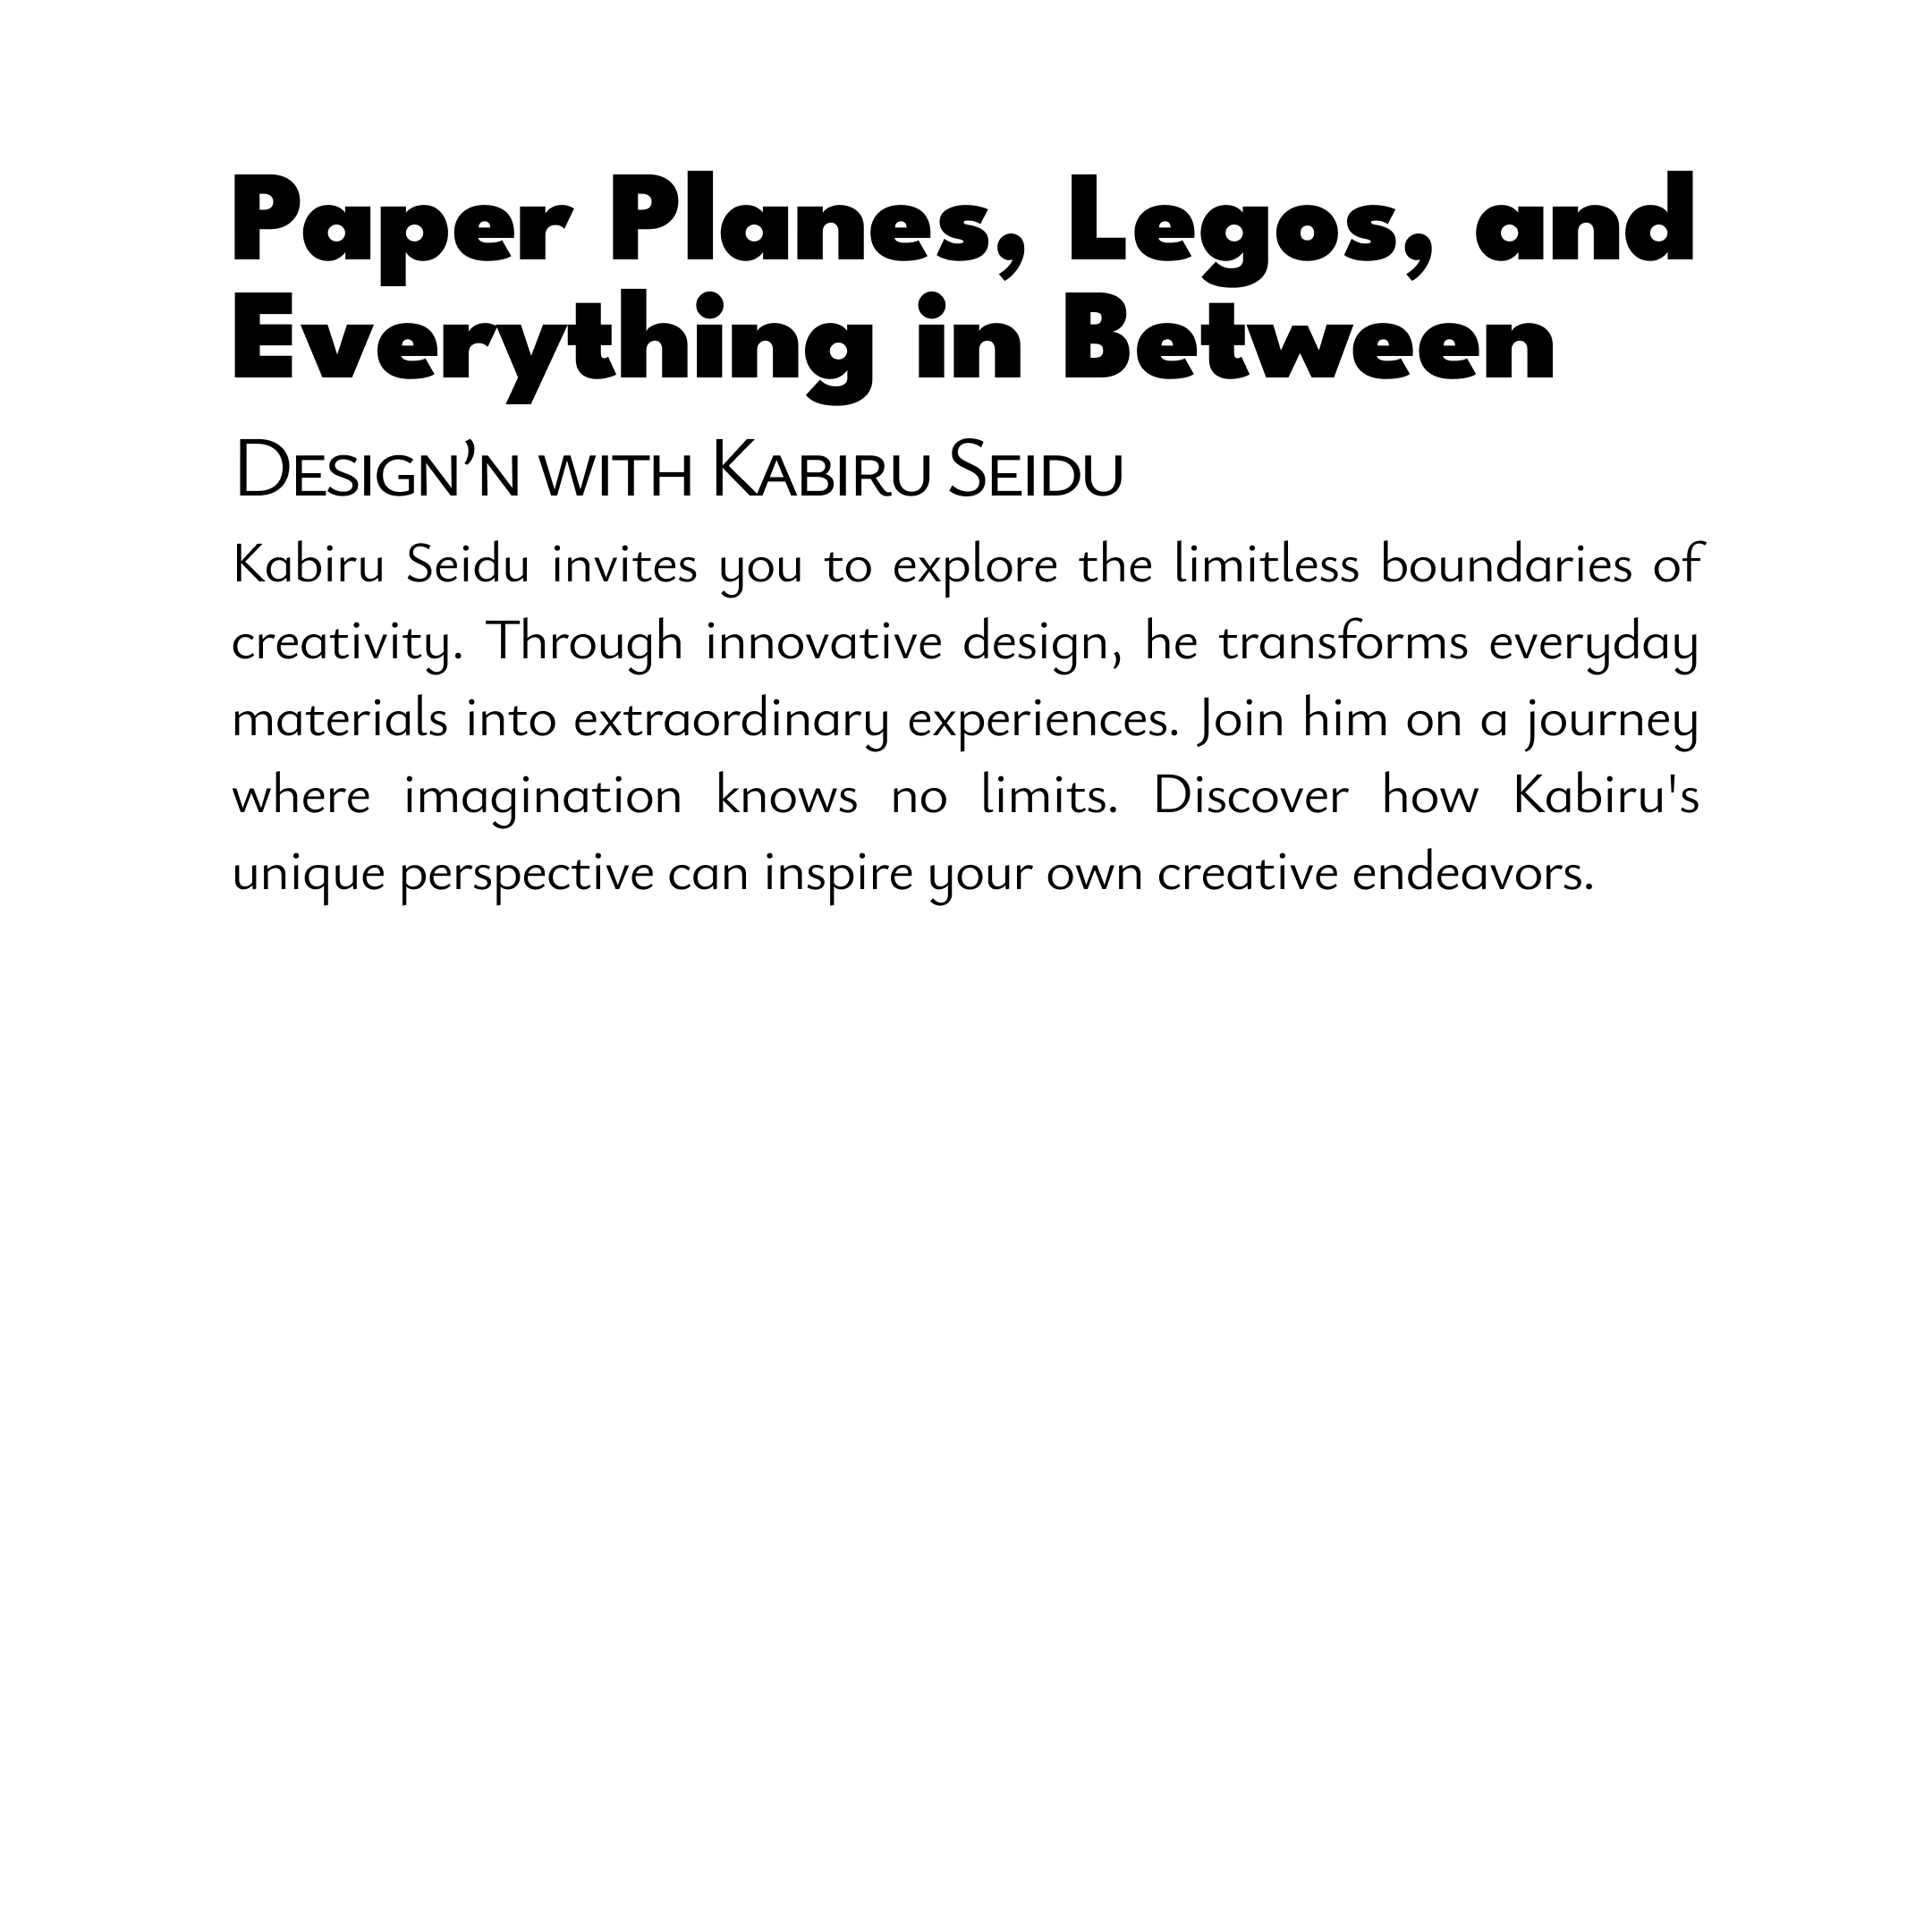 Paper Planes, Legos, and
Everything in Between
Design’n with Kabiru Seidu
Kabiru Seidu invites you to explore the limitless boundaries of
creativity. Through innovative design, he transforms everyday
materials into extraordinary experiences. Join him on a journey
where imagination knows no limits. Discover how Kabiru's
unique perspective can inspire your own creative endeavors.